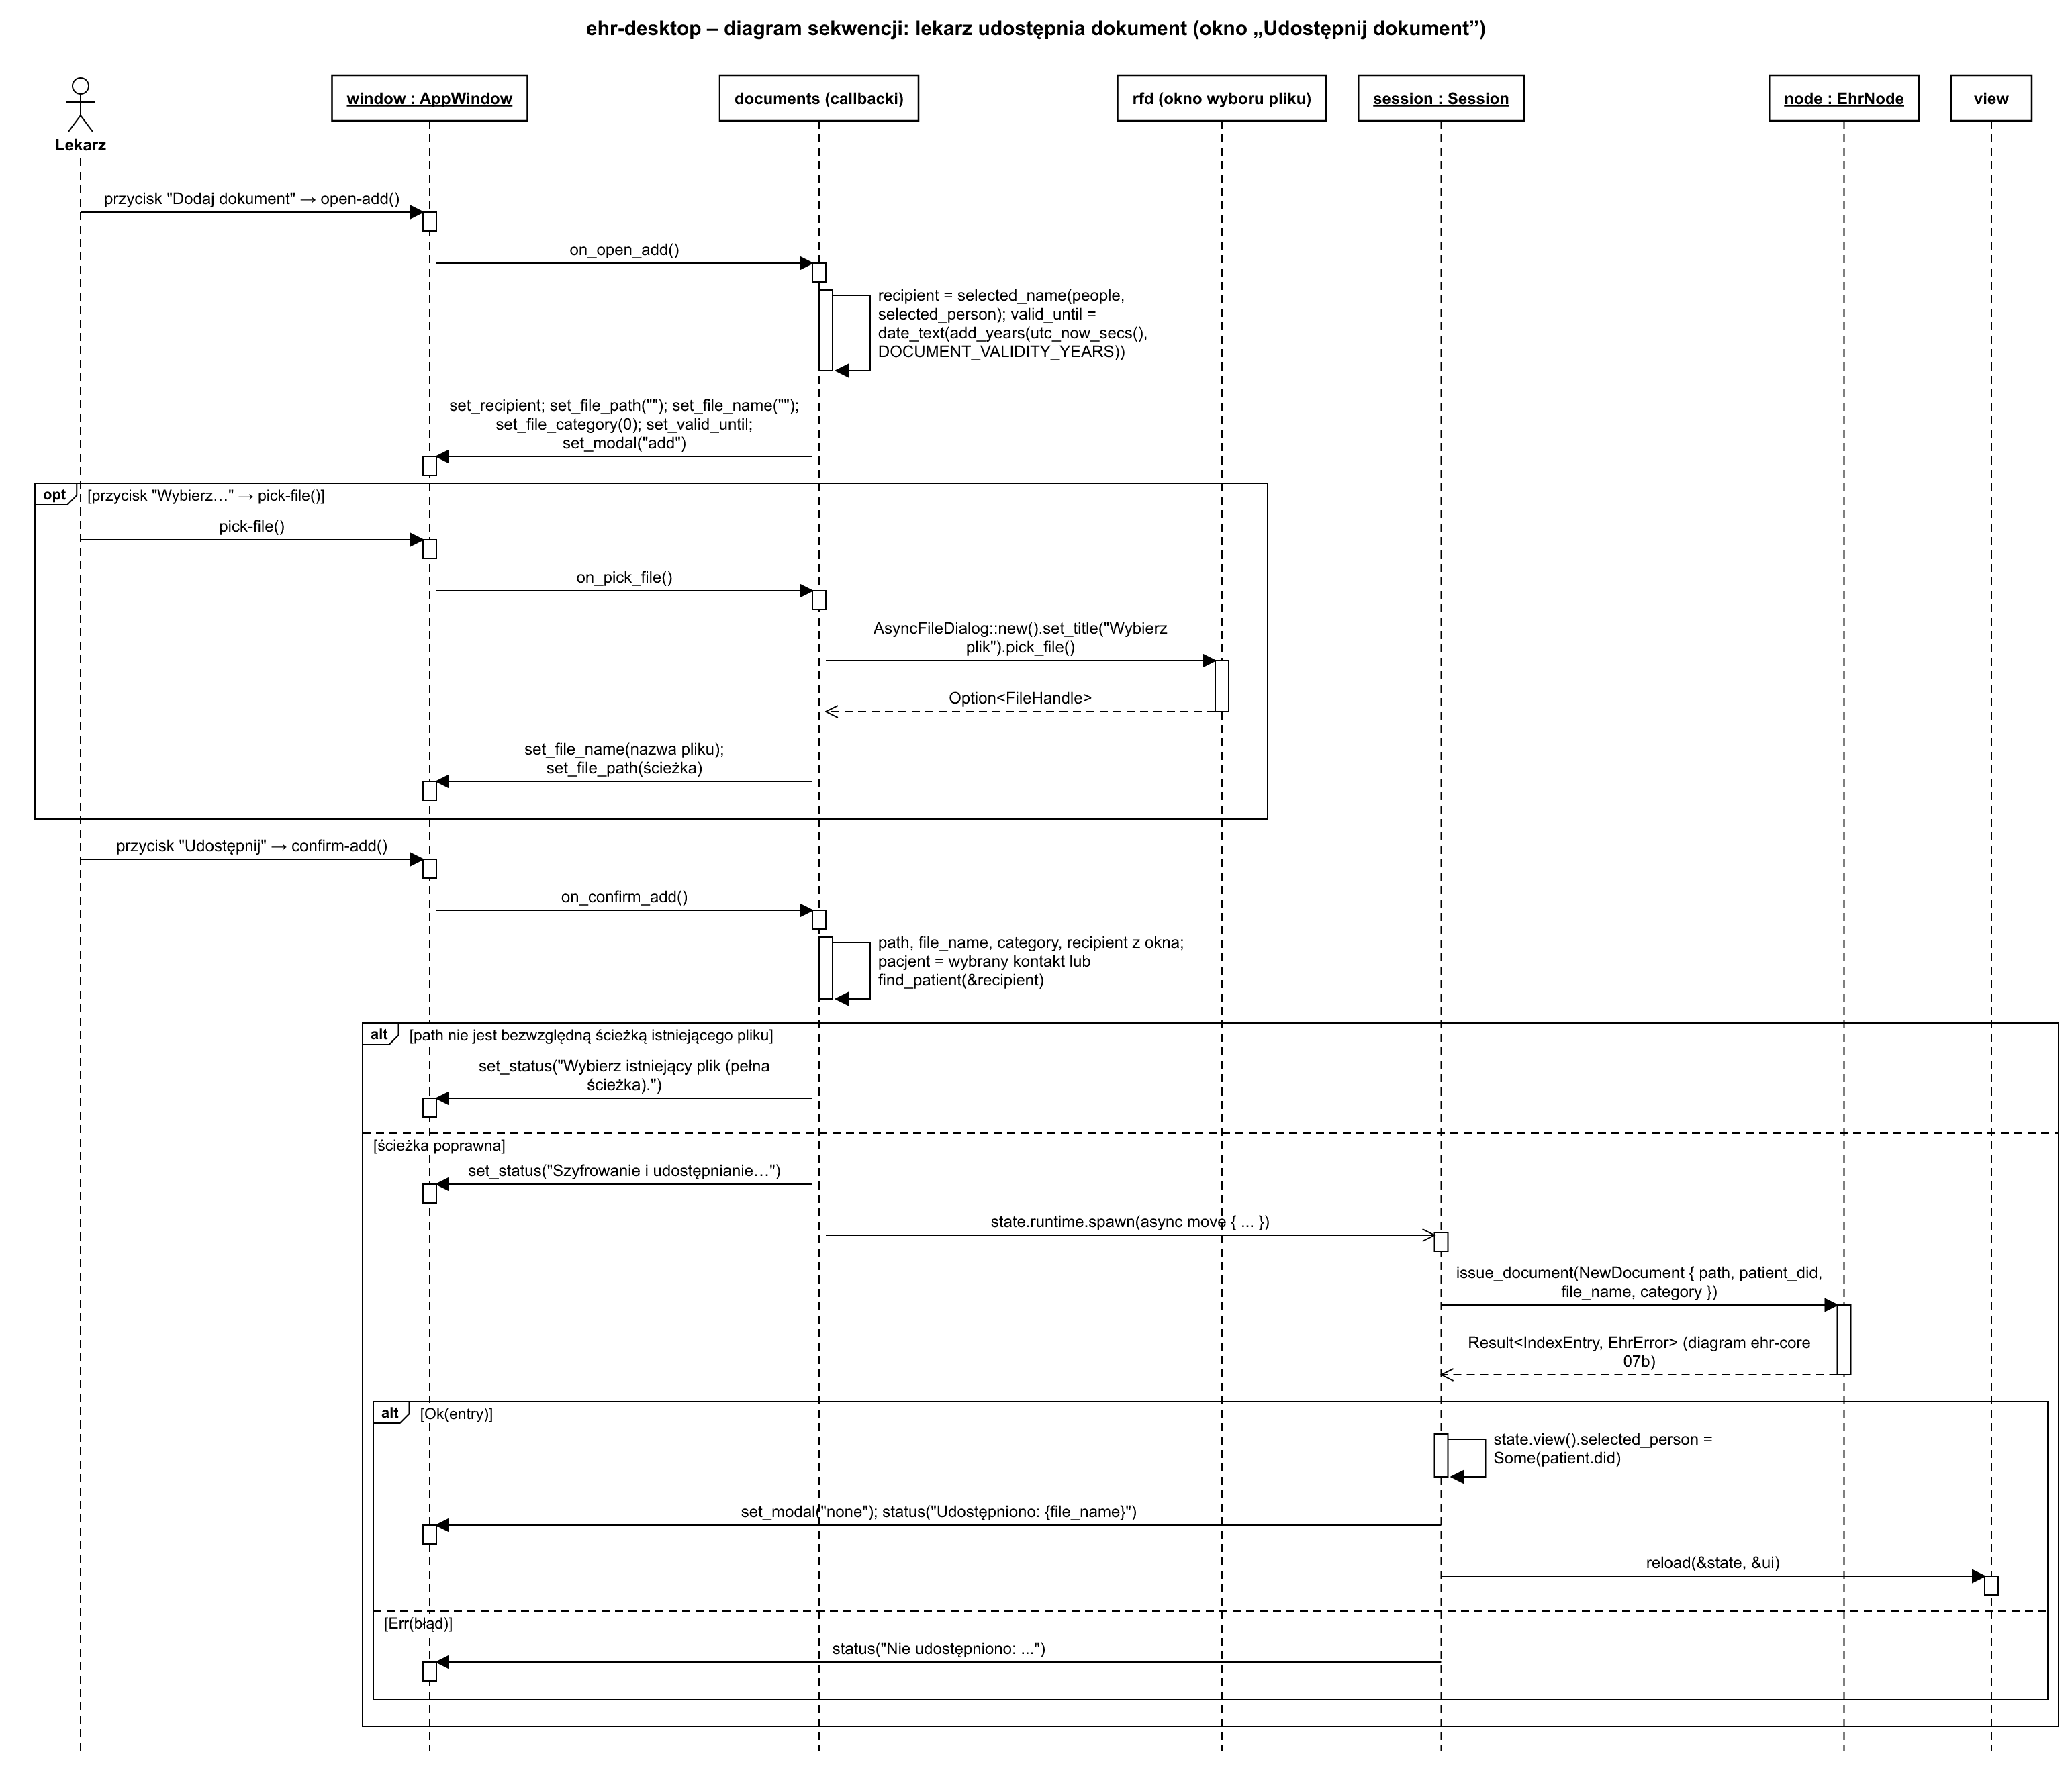 ehr-desktop – diagram sekwencji: lekarz udostępnia dokument (okno „Udostępnij dokument”)
Lekarz
window : AppWindow
documents (callbacki)
rfd (okno wyboru pliku)
session : Session
node : EhrNode
view
przycisk "Dodaj dokument" → open-add()
on_open_add()
recipient = selected_name(people,
selected_person); valid_until =
date_text(add_years(utc_now_secs(),
DOCUMENT_VALIDITY_YEARS))
set_recipient; set_file_path(""); set_file_name("");
set_file_category(0); set_valid_until;
set_modal("add")
opt
[przycisk "Wybierz…" → pick-file()]
pick-file()
on_pick_file()
AsyncFileDialog::new().set_title("Wybierz
plik").pick_file()
Option<FileHandle>
set_file_name(nazwa pliku);
set_file_path(ścieżka)
przycisk "Udostępnij" → confirm-add()
on_confirm_add()
path, file_name, category, recipient z okna;
pacjent = wybrany kontakt lub
find_patient(&recipient)
alt
[path nie jest bezwzględną ścieżką istniejącego pliku]
set_status("Wybierz istniejący plik (pełna
ścieżka).")
[ścieżka poprawna]
set_status("Szyfrowanie i udostępnianie…")
state.runtime.spawn(async move { ... })
issue_document(NewDocument { path, patient_did,
file_name, category })
Result<IndexEntry, EhrError> (diagram ehr-core
07b)
alt
[Ok(entry)]
state.view().selected_person =
Some(patient.did)
set_modal("none"); status("Udostępniono: {file_name}")
reload(&state, &ui)
[Err(błąd)]
status("Nie udostępniono: ...")